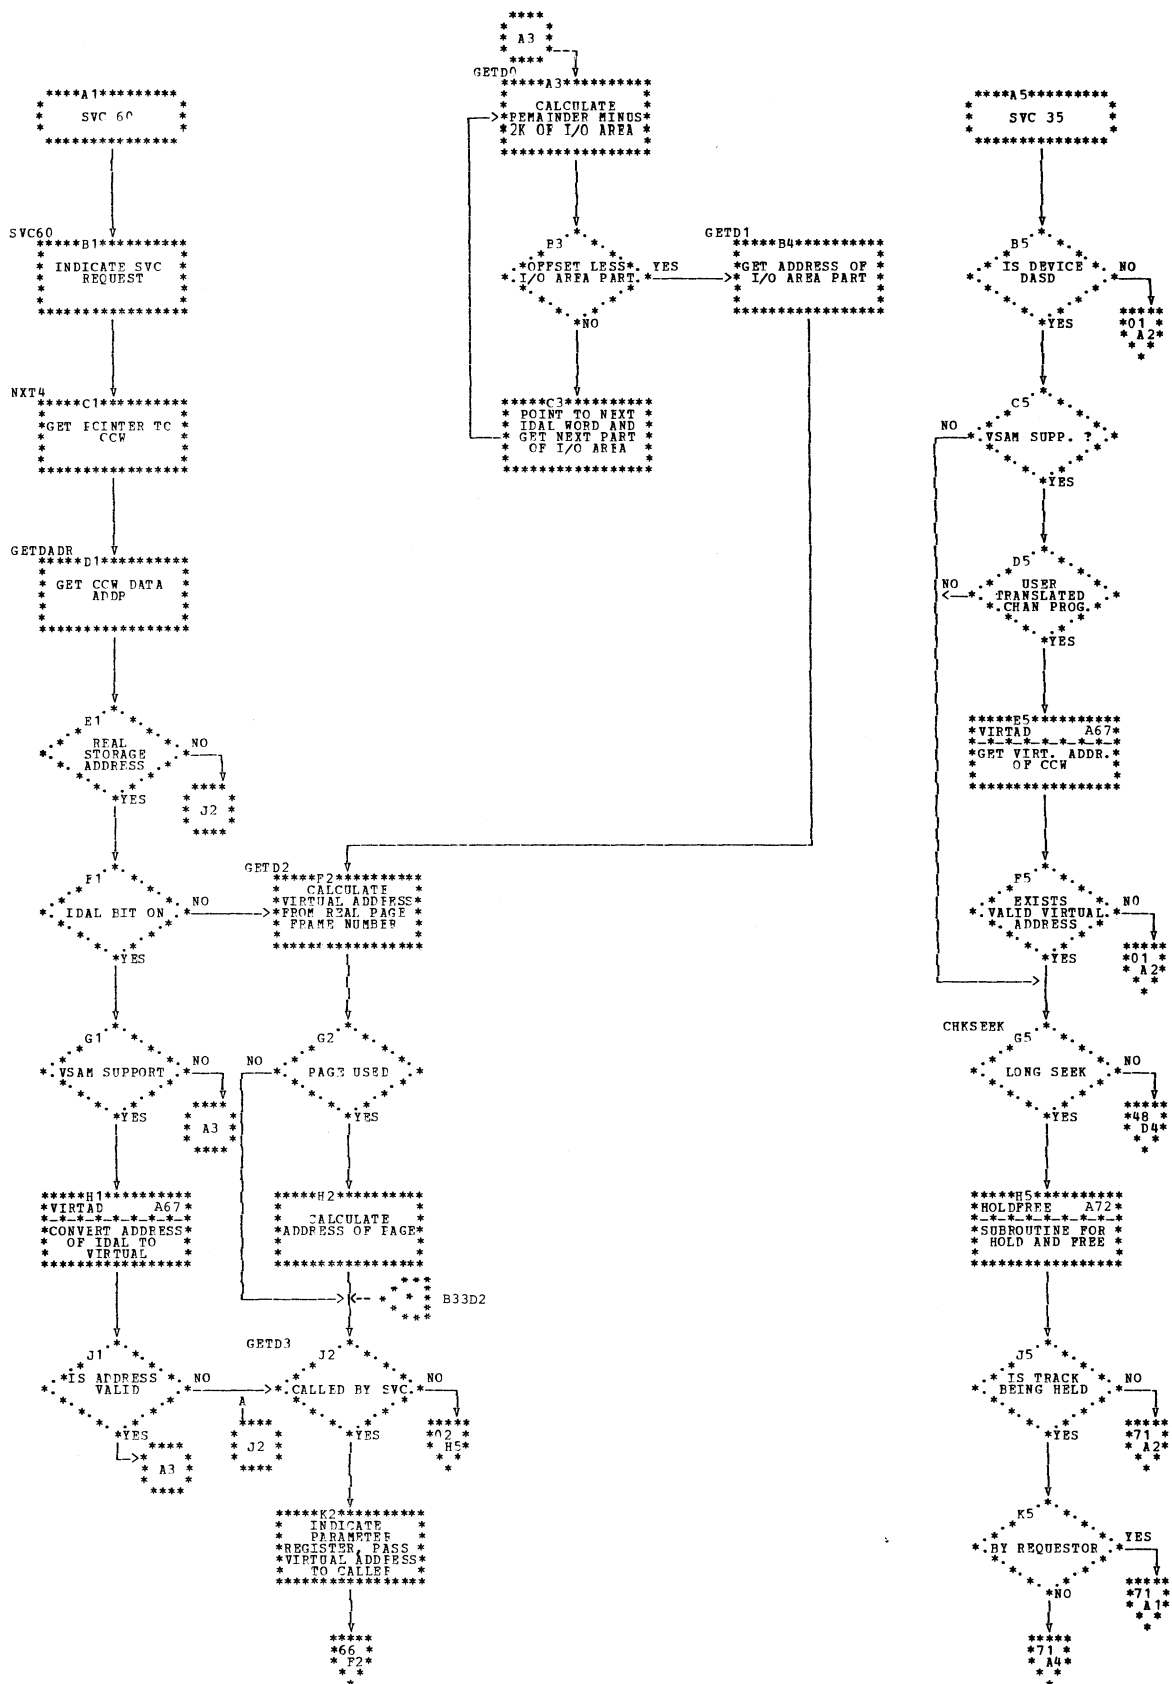 A3
GETD0
A1
SVC 60
A3
CALCULATE
REMAINDER MINUS
2K OF I/O AREA
A5
SVC 35
SVC60
B1
INDICATE SVC
REQUEST
B3
OFFSET LESS
I/O AREA PART
YES
NO
GETD1
B4
GET ADDRESS OF
I/O AREA PART
B5
IS DEVICE
DASD
NO
YES
01
A2
NXT4
C1
GET POINTER TO
CCW
C3
POINT TO NEXT
IDAL WORD AND
GET NEXT PART
OF I/O AREA
C5
NO
VSAM SUPP. ?
YES
GETDADR
D1
GET CCW DATA
ADDR
D5
NO
USER
TRANSLATED
CHAN PROG.
YES
E1
REAL
STORAGE
ADDRESS
NO
YES
J2
E5
VIRTAD A67
GET VIRT. ADDR.
OF CCW
F1
IDAL BIT ON
NO
YES
GETD2
F2
CALCULATE
VIRTUAL ADDRESS
FROM REAL PAGE
FRAME NUMBER
F5
EXISTS
VALID VIRTUAL
ADDRESS
NO
YES
01
A2
G1
VSAM SUPPORT
NO
YES
A3
G2
NO
PAGE USED
YES
CHKSEEK
G5
LONG SEEK
NO
YES
48
D4
H1
VIRTAD A67
CONVERT ADDRESS
OF IDAL TO
VIRTUAL
H2
CALCULATE
ADDRESS OF PAGE
H5
HOLDFREE A72
SUBROUTINE FOR
HOLD AND FREE
B33D2
J1
IS ADDRESS
VALID
NO
YES
A3
J2
GETD3
J2
CALLED BY SVC
NO
YES
02
H5
J5
IS TRACK
BEING HELD
NO
YES
71
A2
K2
INDICATE
PARAMETER
REGISTER, PASS
VIRTUAL ADDRESS
TO CALLER
K5
BY REQUESTOR
YES
NO
71
A1
66
F2
71
A4